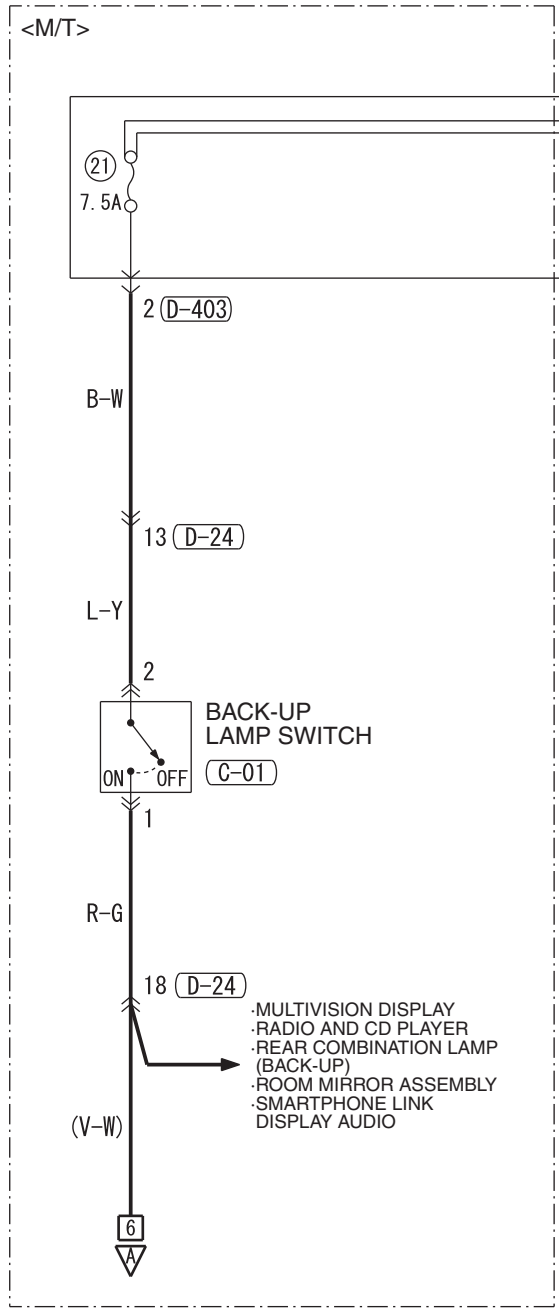 <M/T>
21
7.5A
2 D-403
B-W
13 D-24
L-Y
2
BACK-UP
LAMP SWITCH
C-01
ON OFF
1
R-G
18 D-24
·MULTIVISION DISPLAY
·RADIO AND CD PLAYER
·REAR COMBINATION LAMP
(BACK-UP)
·ROOM MIRROR ASSEMBLY
·SMARTPHONE LINK
DISPLAY AUDIO
(V-W)
6
A